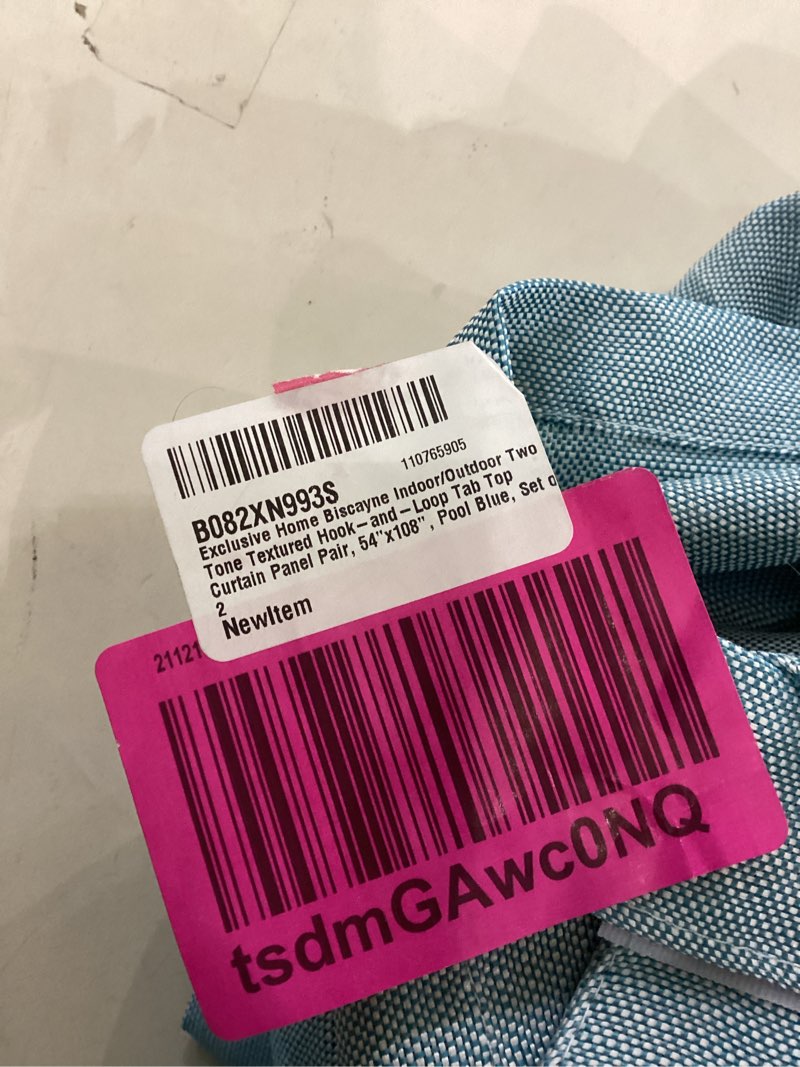 110765905
B082XN993S
Exclusive Home Biscayne Indoor/Outdoor Two
Tone Textured Hook-and-Loop Tab Top
Curtain Panel Pair, 54"x108" , Pool Blue, Set o
2
NewItem
21121
tsdmGAwc0NQ